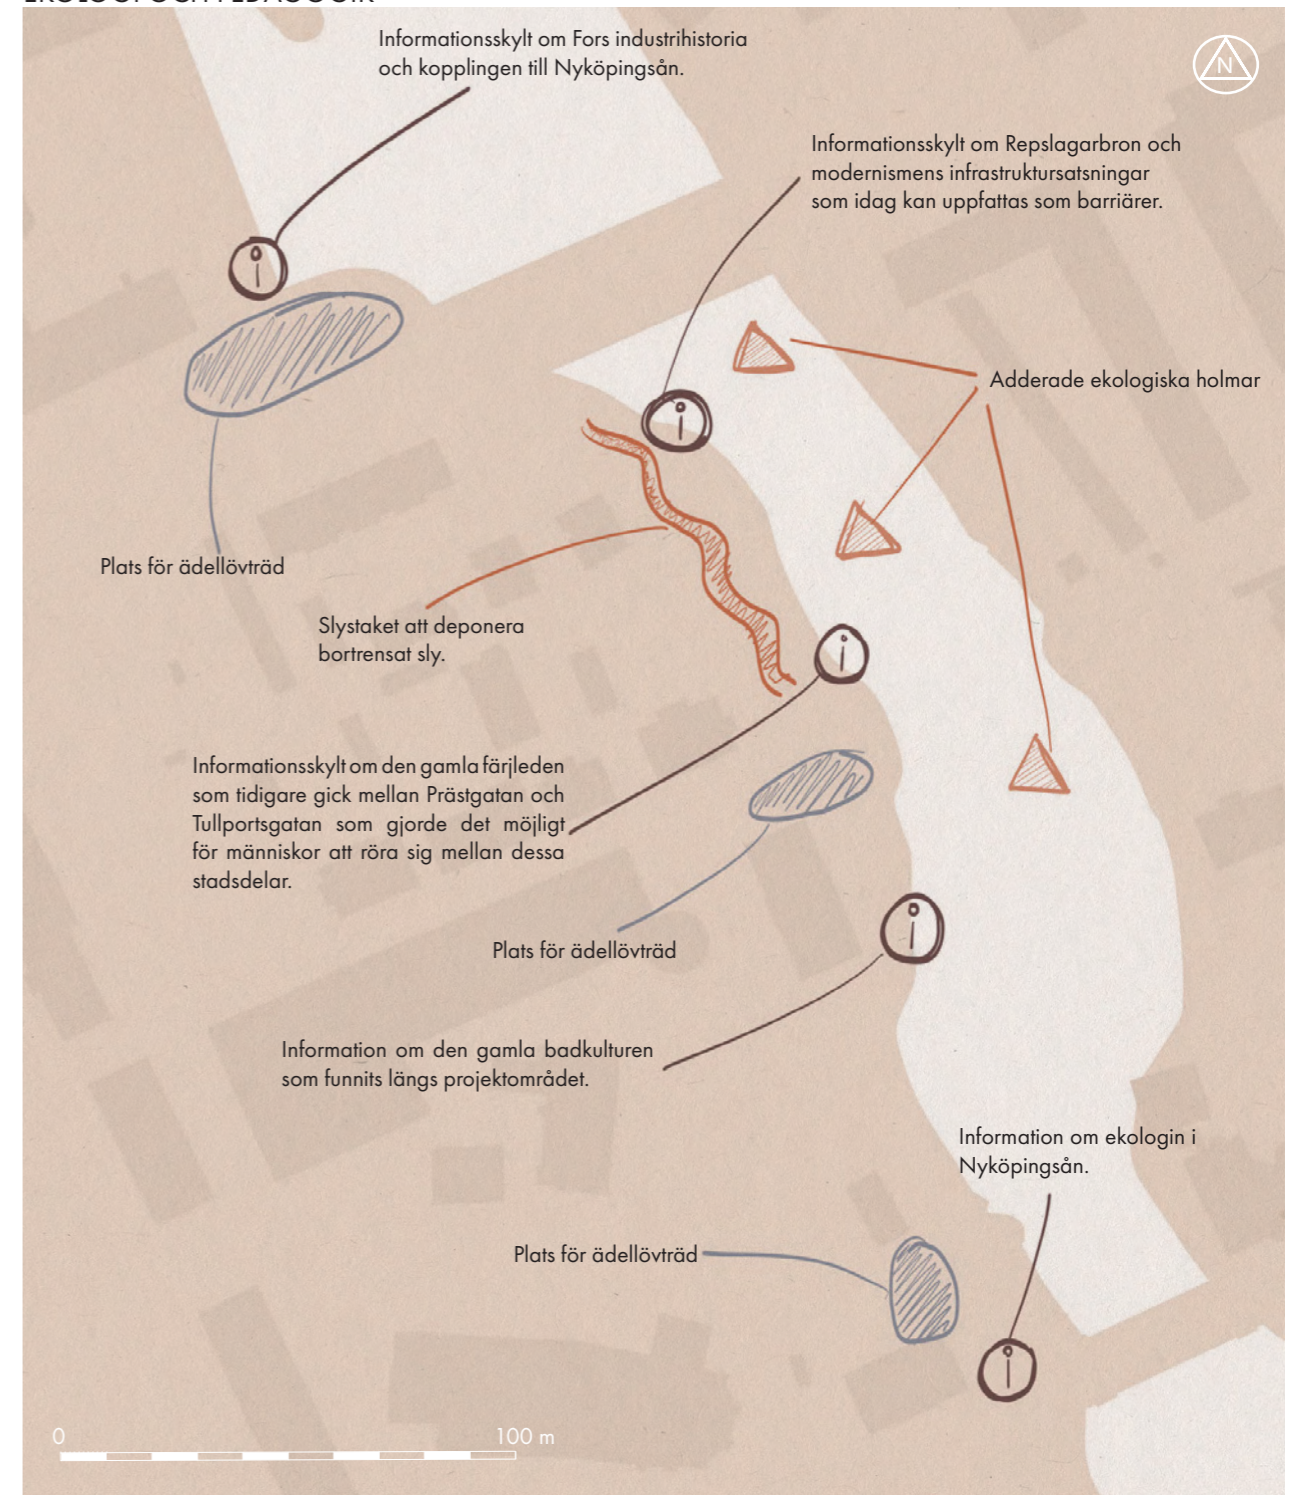 EKOLOGI OCH PEDAGOGIK
Informationsskylt om Fors industrihistoria
och kopplingen till Nyköpingsån.
N
Informationsskylt om Repslagarbron och
modernismens infrastruktursatsningar
som idag kan uppfattas som barriärer.
i
Adderade ekologiska holmar
i
Plats för ädellövträd
Slystaket att deponera
bortrensat sly.
i
Informationsskylt om den gamla färjleden
som tidigare gick mellan Prästgatan och
Tullportsgatan som gjorde det möjligt
för människor att röra sig mellan dessa
stadsdelar.
i
Plats för ädellövträd
Information om den gamla badkulturen
som funnits längs projektområdet.
Information om ekologin i
Nyköpingsån.
Plats för ädellövträd
i
0
100 m